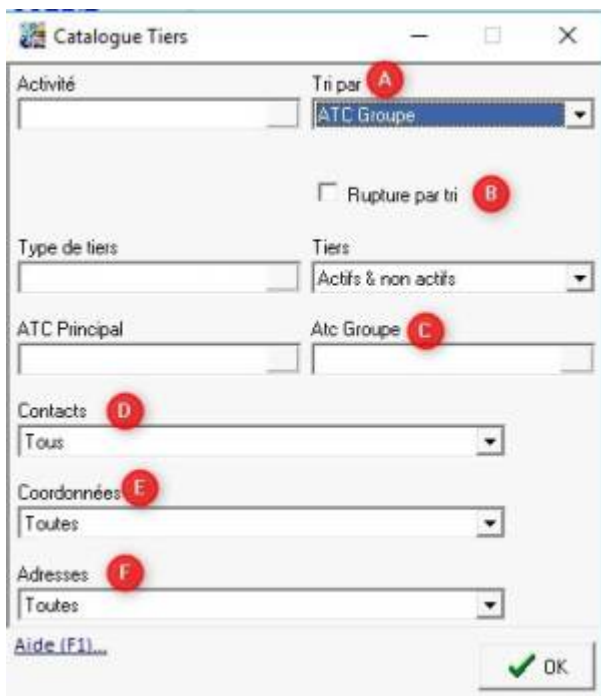 Catalogue Tiers
Activité
Tri par A
ATC Groupe
Rupture par tri B
Type de tiers
Tiers
Actifs & non actifs
ATC Principal
Atc Groupe C
Contacts D
Tous
Coordonnées E
Toutes
Adresses F
Toutes
Aide (F1)...
OK